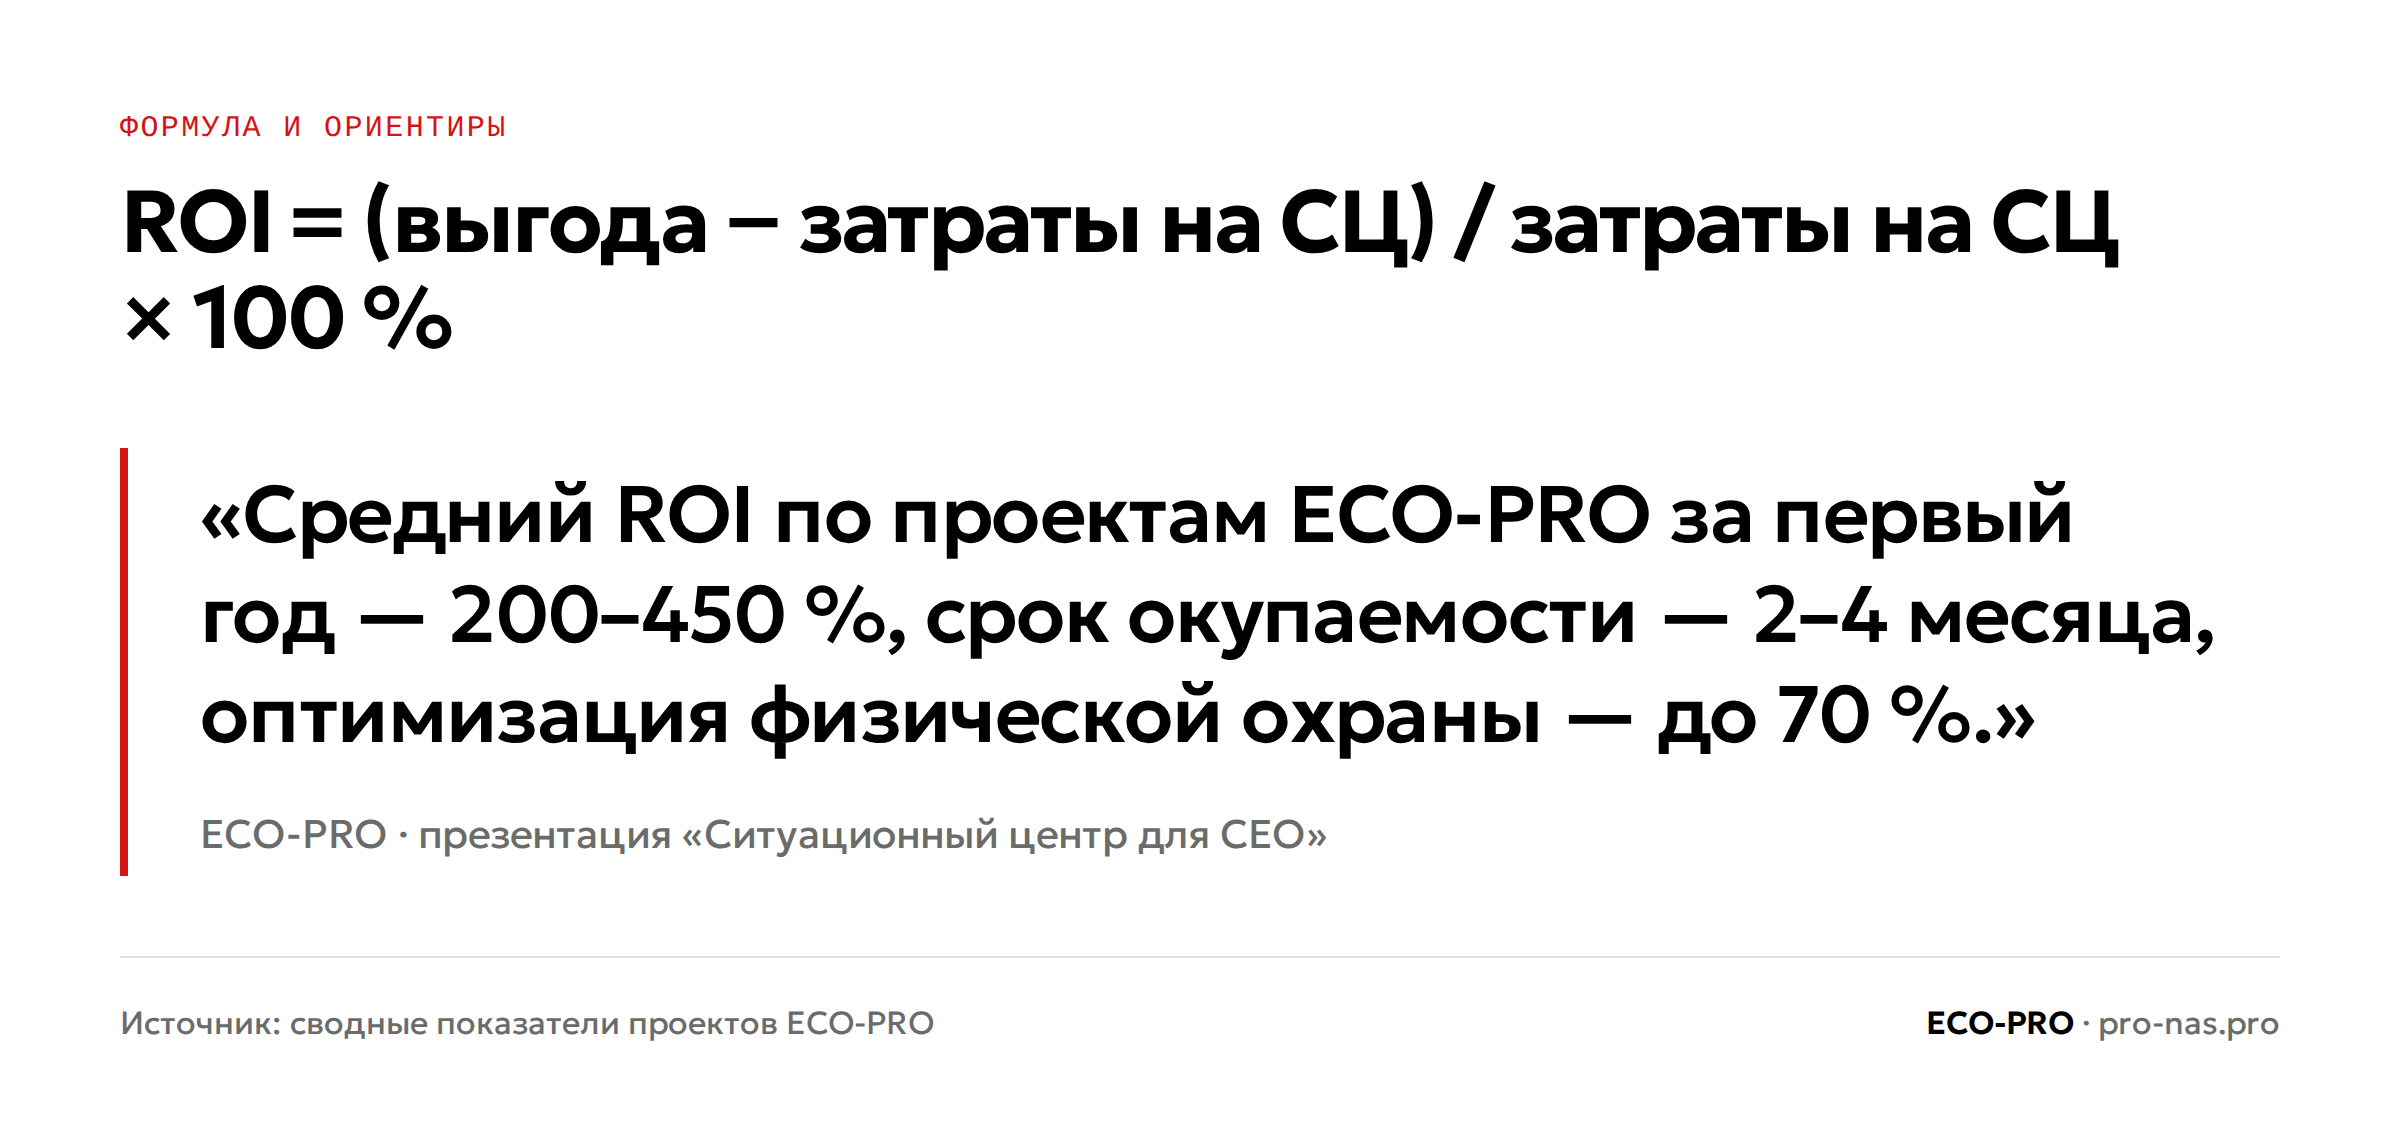 ФОРМУЛА И ОРИЕНТИРЫ
ROI = (выгода − затраты на СЦ) / затраты на СЦ
× 100 %
«Средний ROI по проектам ECO-PRO за первый
год — 200–450 %, срок окупаемости — 2–4 месяца,
оптимизация физической охраны — до 70 %.»
ECO-PRO · презентация «Ситуационный центр для CEO»
Источник: сводные показатели проектов ECO-PRO
ECO-PRO · pro-nas.pro